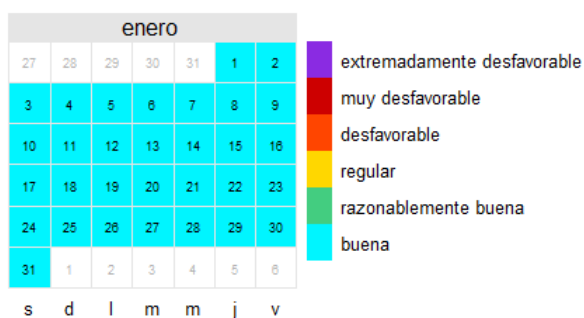 enero
27 28 29 30 31 1 2
3 4 5 6 7 8 9
10 11 12 13 14 15 16
17 18 19 20 21 22 23
24 25 26 27 28 29 30
31 1 2 3 4 5 6
s d l m m j v
extremadamente desfavorable
muy desfavorable
desfavorable
regular
razonablemente buena
buena